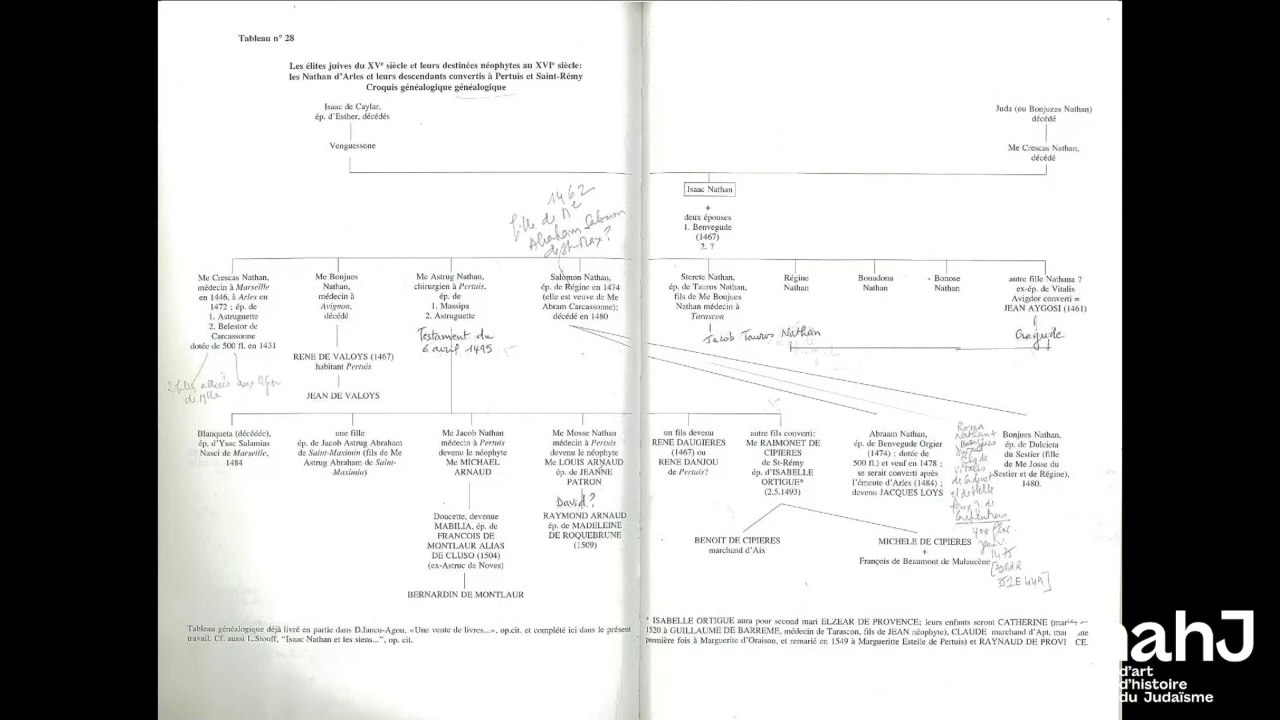 Tableau n° 28
Les élites juives du XVe siècle et leurs destinées néophytes au XVIe siècle:
les Nathan d'Arles et leurs descendants convertis à Pertuis et Saint-Rémy
Croquis généalogique généalogique
Isaac de Caylar,
ép. d'Esther, décédés
Venguessone
Juda (ou Bonjuzas Nathan)
décédé
Me Crescas Nathan,
décédé
Isaac Nathan
+
deux épouses
1. Benvegude
(1467)
2. ?
1462
fille de Me
Abraham Salomon
de St Max?
Me Crescas Nathan,
médecin à Marseille
en 1446, à Arles en
1472 ; ép. de
1. Astruguette
2. Belestor de
Carcassonne
dotée de 500 fl. en 1431
Me Bonjues
Nathan,
médecin à
Avignon,
décédé
RENE DE VALOYS (1467)
habitant Pertuis
JEAN DE VALOYS
Me Astrug Nathan,
chirurgien à Pertuis,
ép. de
1. Massipa
2. Astruguette
Testament du
6 avril 1495
Salomon Nathan,
ép. de Régine en 1474
(elle est veuve de Me
Abram Carcassonne);
décédé en 1480
Sterete Nathan,
ép. de Tauros Nathan,
fils de Me Bonjues
Nathan médecin à
Tarascon
Jacob Tauros Nathan
Régine
Nathan
Bonadona
Nathan
Bonose
Nathan
autre fille Nathana ?
ex-ép. de Vitalis
Avigdor converti =
JEAN AYGOSI (1461)
Blanqueta (décédée),
ép. d'Ysac Salamias
Nasci de Marseille,
1484
une fille
ép. de Jacob Astrug Abraham
de Saint-Maximin (fils de Me
Astrug Abraham de Saint-
Maximin)
Me Jacob Nathan
médecin à Pertuis
devenu le néophyte
Me MICHAEL
ARNAUD
Doucette, devenue
MABILIA, ép. de
FRANCOIS DE
MONTLAUR ALIAS
DE CLUSO (1504)
(ex-Astruc de Noves)
BERNARDIN DE MONTLAUR
Me Mosse Nathan
médecin à Pertuis
devenu le néophyte
Me LOUIS ARNAUD
ép. de JEANNE
PATRON
David ?
RAYMOND ARNAUD
ép. de MADELEINE
DE ROQUEBRUNE
(1509)
un fils devenu
RENE DAUGIERES
(1467) ou
RENE DANJOU
de Pertuis?
autre fils converti:
Me RAIMONET DE
CIPIERES
de St-Rémy
ép. d'ISABELLE
ORTIGUE*
(2.5.1493)
BENOIT DE CIPIERES
marchand d'Aix
MICHELE DE CIPIERES
+
François de Beaumont de Malaucène
Abraam Nathan,
ép. de Benvegude Orgier
(1474) : dotée de
500 fl.) et veuf en 1478 ;
se serait converti après
l'émeute d'Arles (1484) ;
devenu JACQUES LOYS
Bonjues Nathan,
ép. de Dulcieta
du Sestier (fille
de Me Josse du
Sestier et de Régine),
1480.
Vitalis
400 flor.
1475
Tableau généalogique déjà livré en partie dans D.Iancu-Agou, «Une vente de livres...», op.cit. et complété ici dans le présent
travail. Cf. aussi L.Stouff, "Isaac Nathan et les siens...", op. cit.
* ISABELLE ORTIGUE aura pour second mari ELZEAR DE PROVENCE; leurs enfants seront CATHERINE
1520 à GUILLAUME DE BARREME, médecin de Tarascon, fils de JEAN néophyte), CLAUDE marchand d'Apt,
première fois à Marguerite d'Oraison, et remarié en 1549 à Margueritte Estelle de Pertuis) et RAYNAUD DE
mahJ
d'art
d'histoire
du Judaïsme